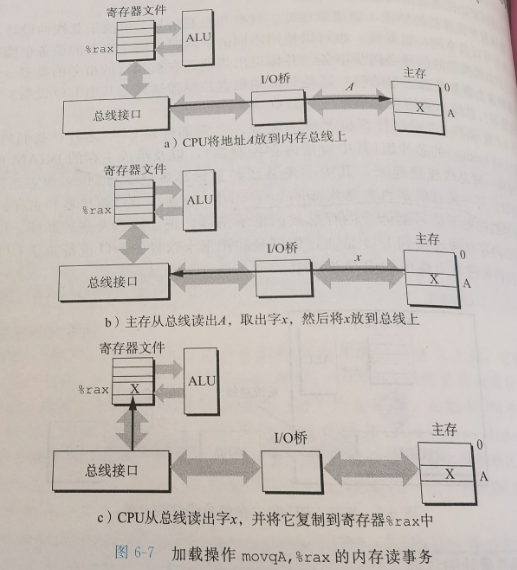 寄存器文件
ALU
%rax
I/O桥
主存
A
0
X
A
总线接口
a）CPU将地址A放到内存总线上
寄存器文件
ALU
%rax
I/O桥
主存
x
0
X
A
总线接口
b）主存从总线读出A，取出字x，然后将x放到总线上
寄存器文件
ALU
%rax
X
I/O桥
主存
0
X
A
总线接口
c）CPU从总线读出字x，并将它复制到寄存器%rax中
图 6-7 加载操作 movqA,%rax 的内存读事务